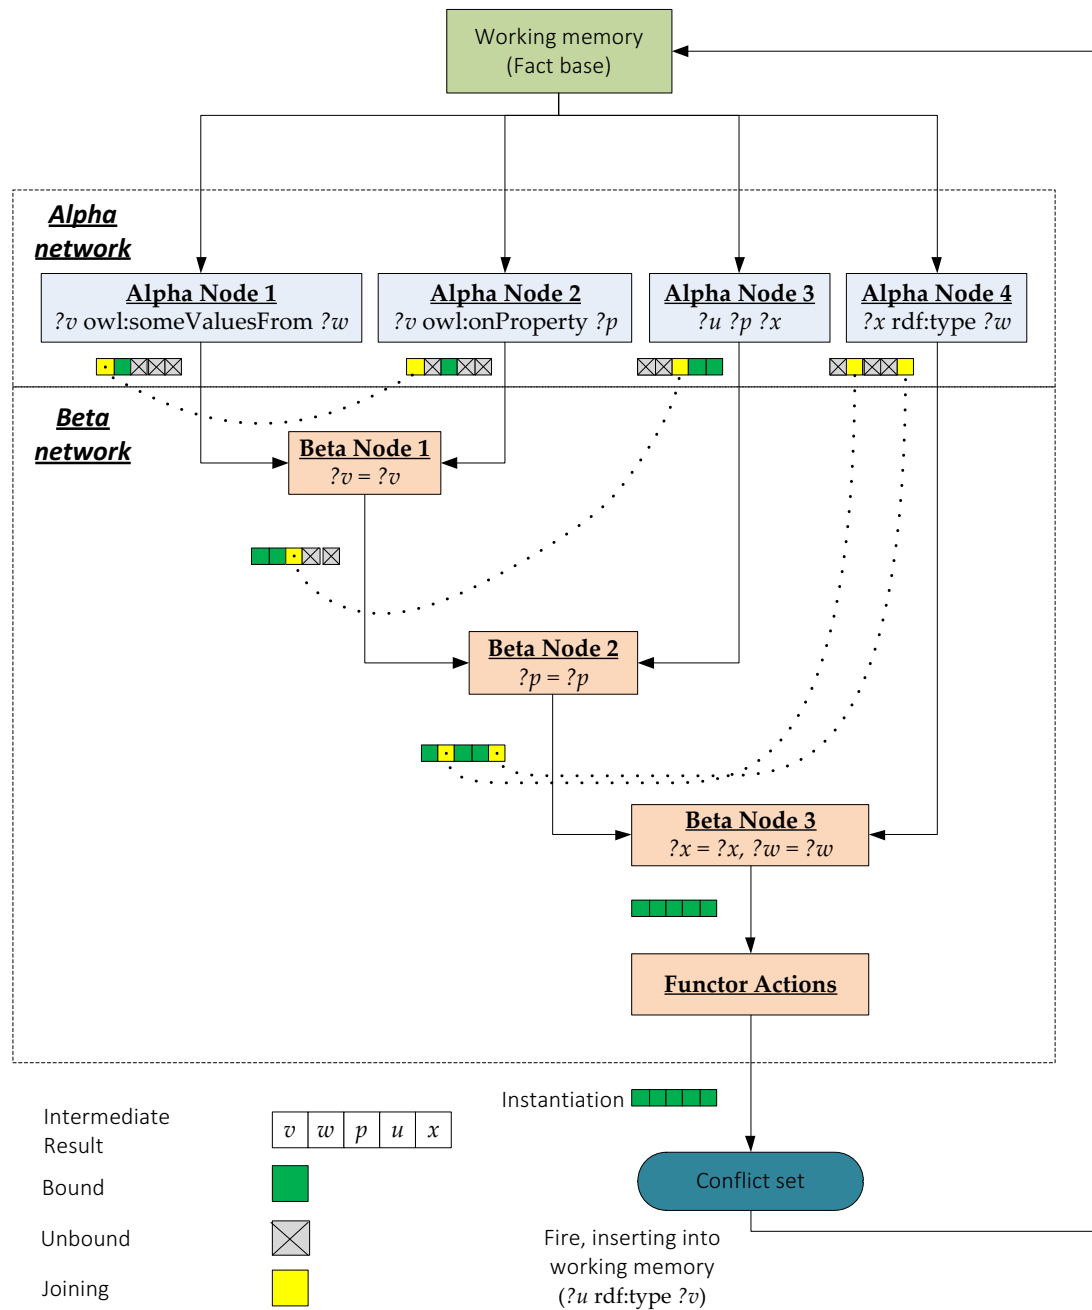 Working memory
(Fact base)
Alpha
network
Alpha Node 1
?v owl:someValuesFrom ?w
Alpha Node 2
?v owl:onProperty ?p
Alpha Node 3
?u ?p ?x
Alpha Node 4
?x rdf:type ?w
Beta
network
Beta Node 1
?v = ?v
Beta Node 2
?p = ?p
Beta Node 3
?x = ?x, ?w = ?w
Functor Actions
Instantiation
Intermediate
Result
v w p u x
Bound
Unbound
Joining
Conflict set
Fire, inserting into
working memory
(?u rdf:type ?v)